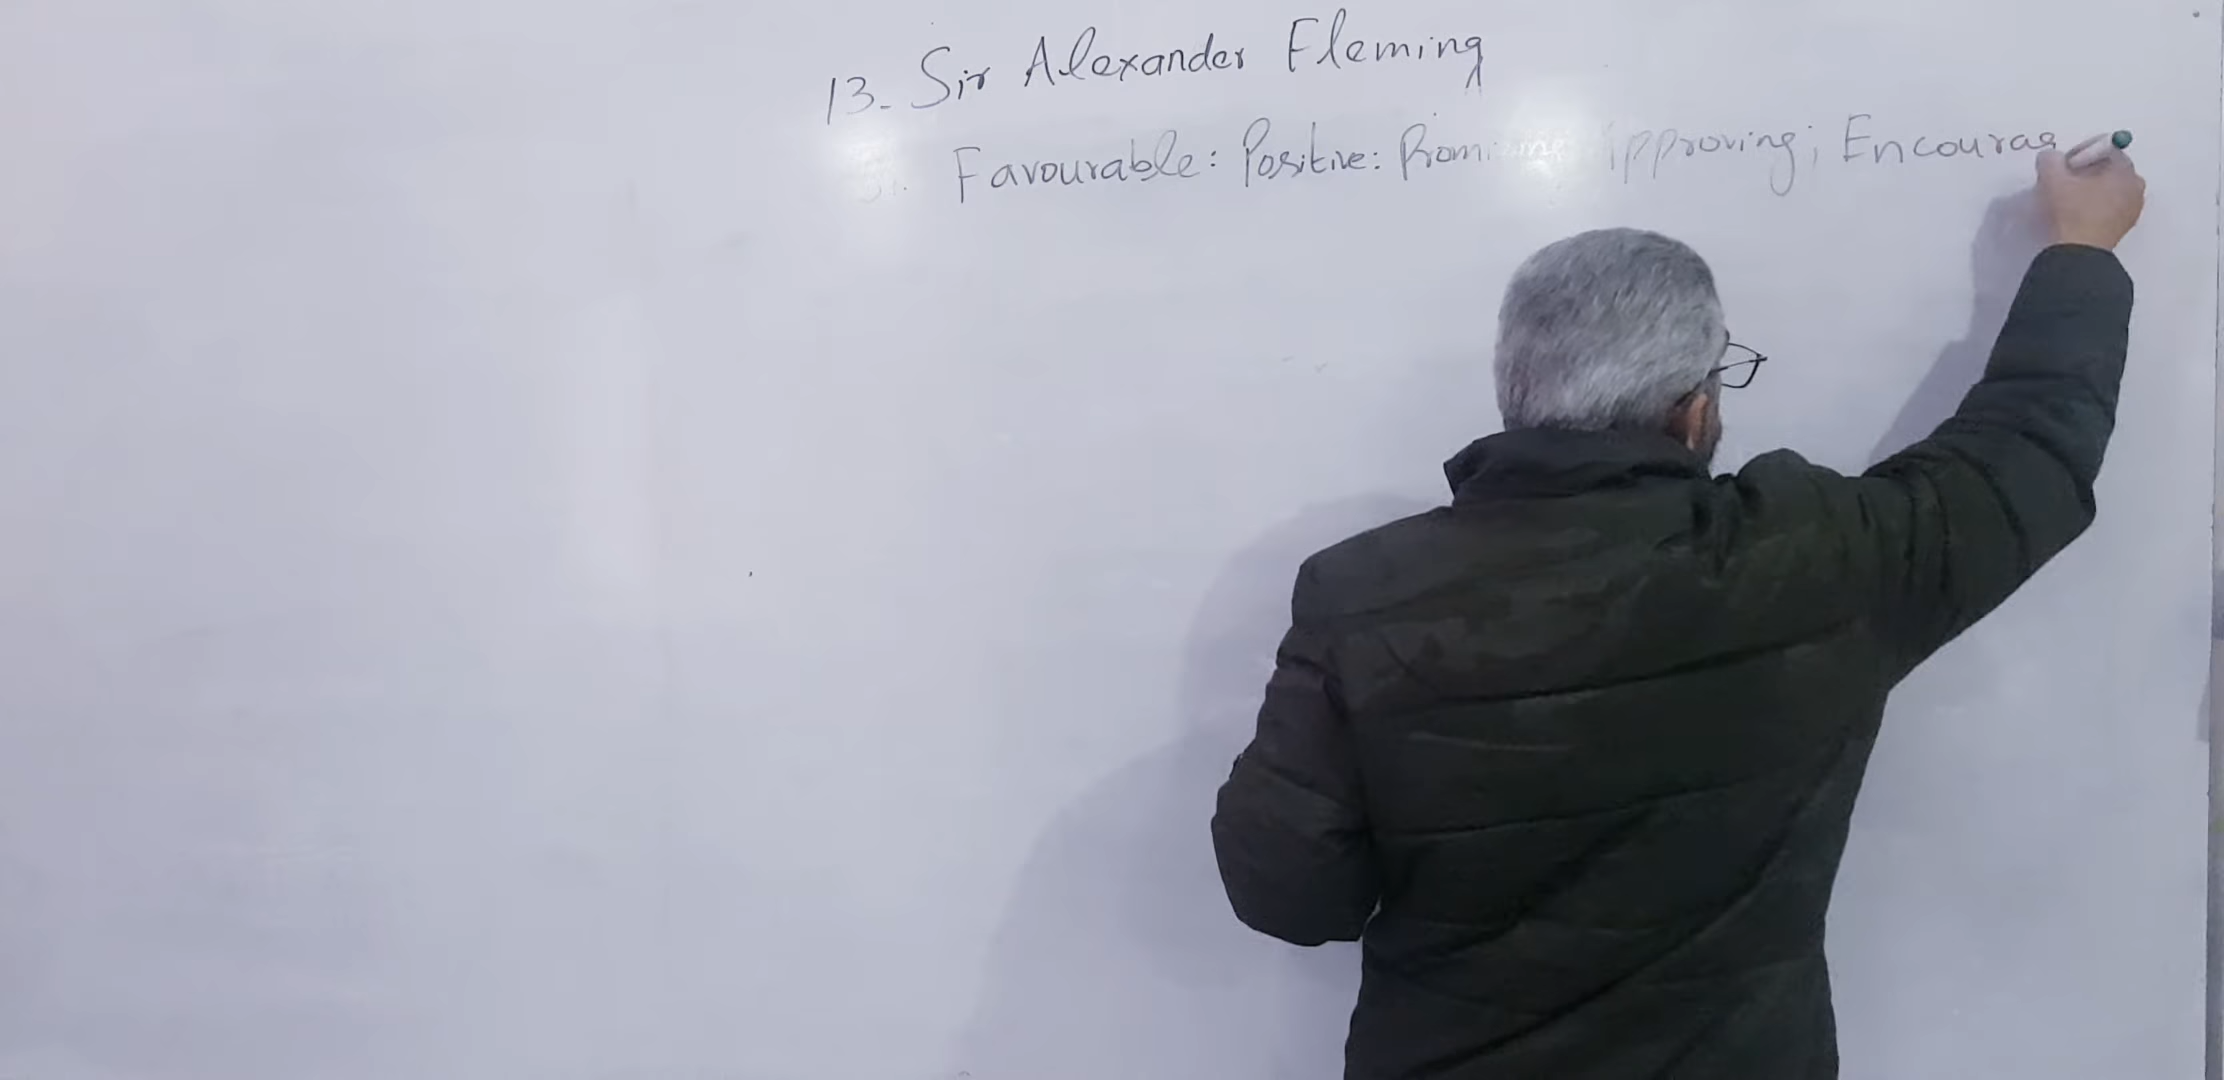 13. Sir Alexander Fleming
Favourable: Positive: Approving; Encourag